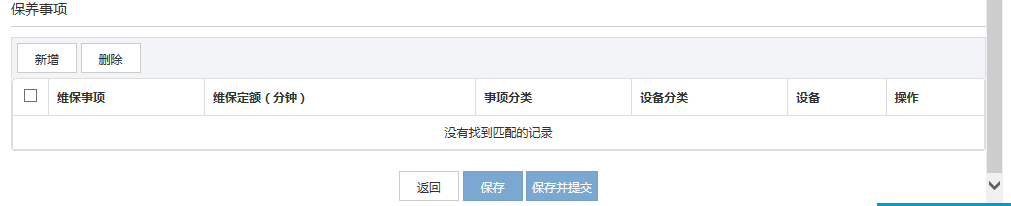 保养事项
新增 删除
维保事项 维保定额（分钟） 事项分类 设备分类 设备 操作
没有找到匹配的记录
返回 保存 保存并提交